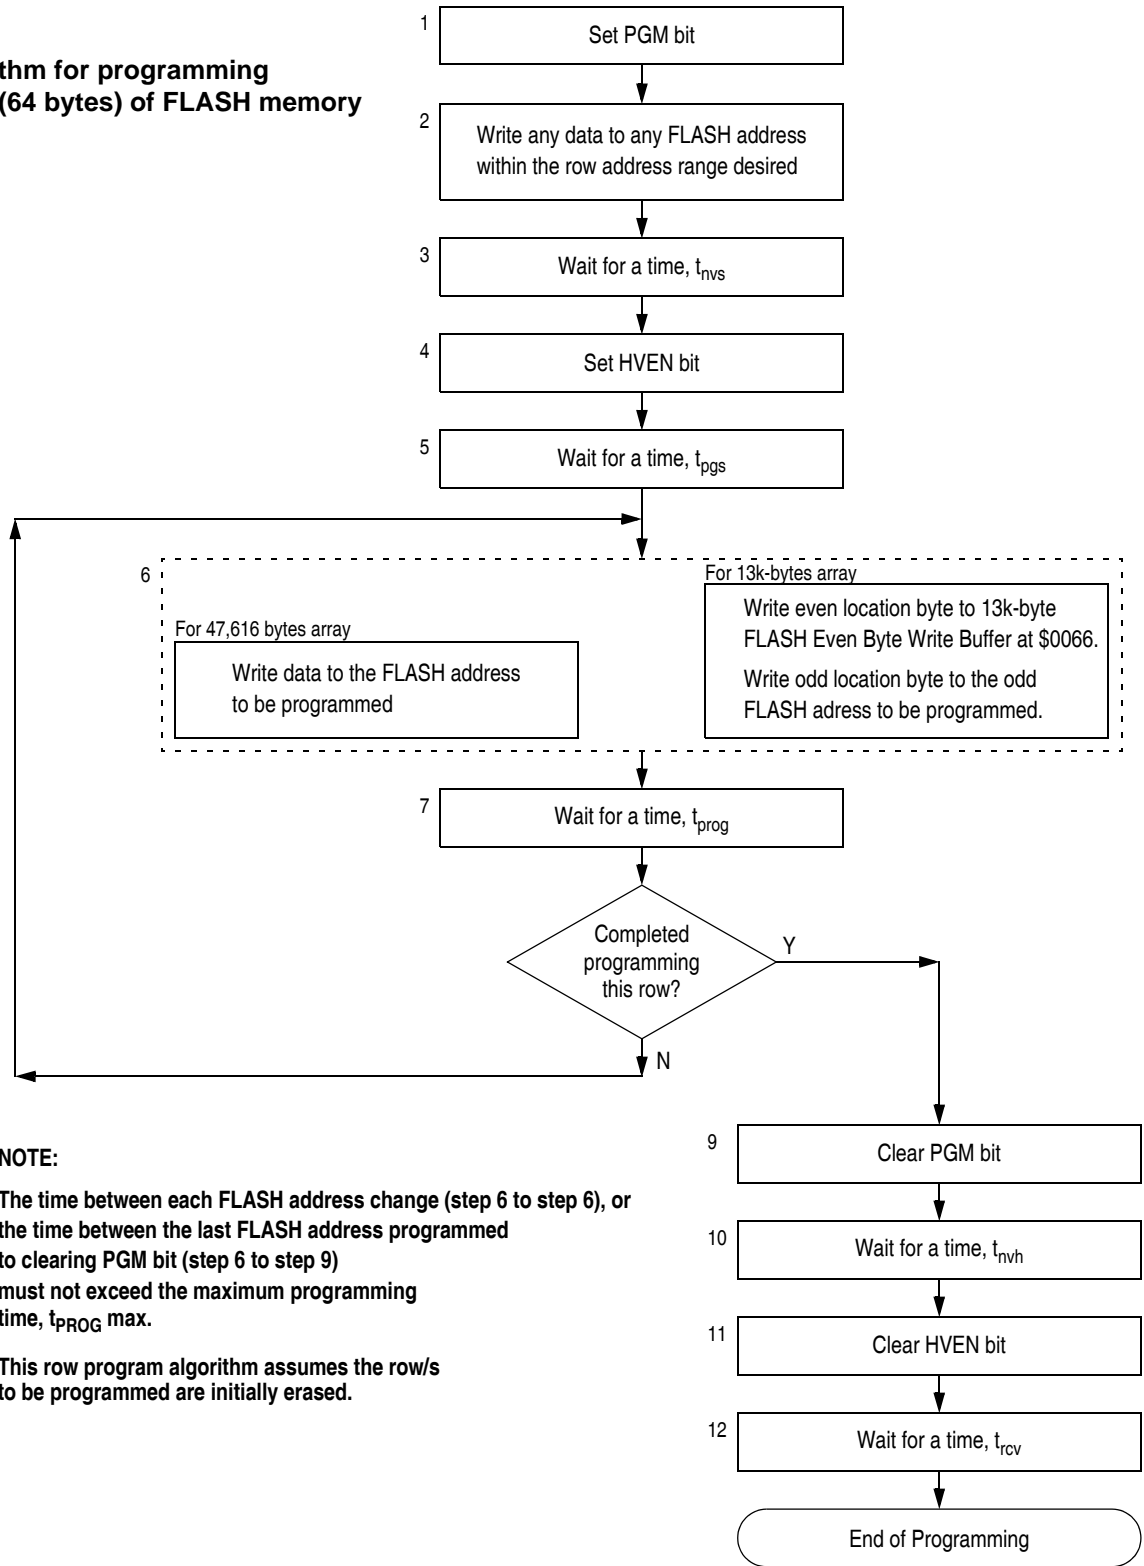 1
Set PGM bit
thm for programming
(64 bytes) of FLASH memory
2
Write any data to any FLASH address
within the row address range desired
3
Wait for a time, tnvs
4
Set HVEN bit
5
Wait for a time, tpgs
6
For 13k-bytes array
Write even location byte to 13k-byte
FLASH Even Byte Write Buffer at $0066.
Write odd location byte to the odd
FLASH adress to be programmed.
For 47,616 bytes array
Write data to the FLASH address
to be programmed
7
Wait for a time, tprog
Completed
programming
this row?
Y
N
NOTE:
The time between each FLASH address change (step 6 to step 6), or
the time between the last FLASH address programmed
to clearing PGM bit (step 6 to step 9)
must not exceed the maximum programming
time, tPROG max.
This row program algorithm assumes the row/s
to be programmed are initially erased.
9
Clear PGM bit
10
Wait for a time, tnvh
11
Clear HVEN bit
12
Wait for a time, trcv
End of Programming